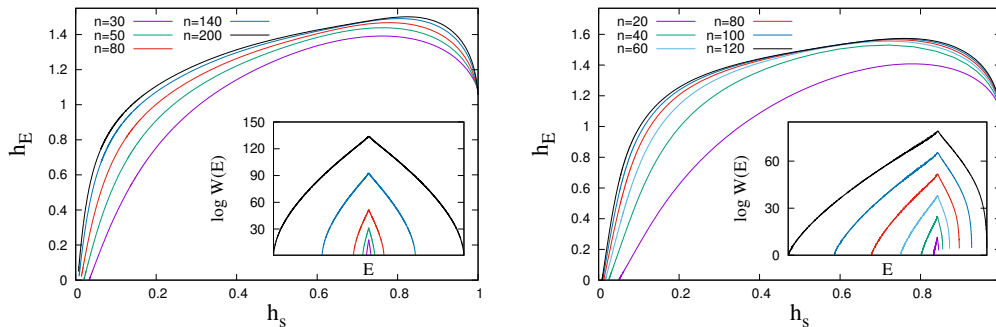 n=30 n=140
n=50 n=200
n=80
h_E
1.4
1.2
1
0.8
0.6
0.4
0.2
0
0 0.2 0.4 0.6 0.8 1
h_s
log W(E)
150
120
90
60
30
E
n=20 n=80
n=40 n=100
n=60 n=120
h_E
1.6
1.4
1.2
1
0.8
0.6
0.4
0.2
0
0 0.2 0.4 0.6 0.8
h_s
log W(E)
60
30
0
E